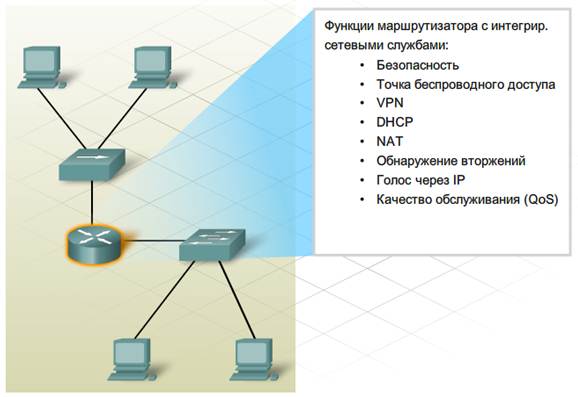 Функции маршрутизатора с интегрир.
сетевыми службами:
• Безопасность
• Точка беспроводного доступа
• VPN
• DHCP
• NAT
• Обнаружение вторжений
• Голос через IP
• Качество обслуживания (QoS)